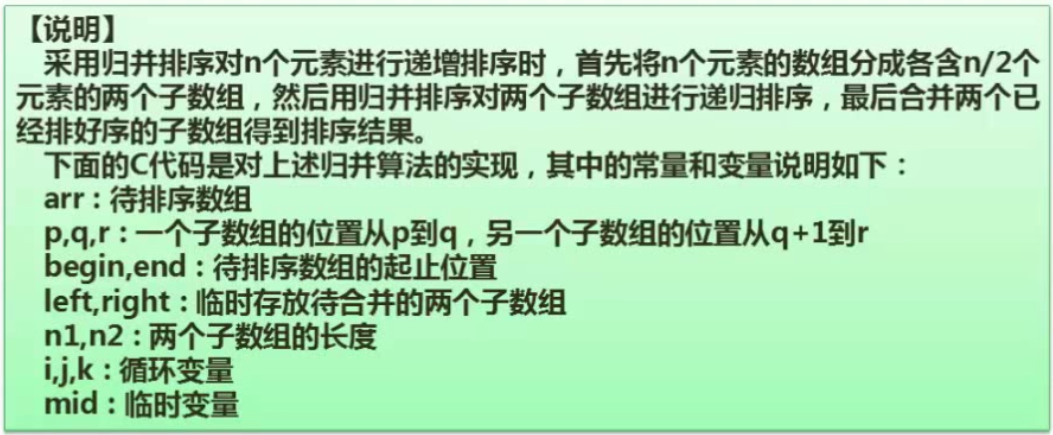 【说明】
采用归并排序对n个元素进行递增排序时，首先将n个元素的数组分成各含n/2个
元素的两个子数组，然后用归并排序对两个子数组进行递归排序，最后合并两个已
经排好序的子数组得到排序结果。
下面的C代码是对上述归并算法的实现，其中的常量和变量说明如下：
arr：待排序数组
p,q,r：一个子数组的位置从p到q，另一个子数组的位置从q+1到r
begin,end：待排序数组的起止位置
left,right：临时存放待合并的两个子数组
n1,n2：两个子数组的长度
i,j,k：循环变量
mid：临时变量